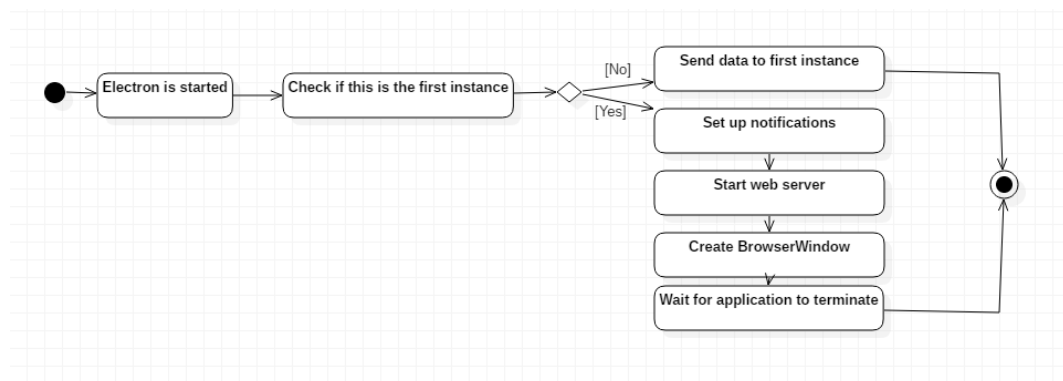 Electron is started
Check if this is the first instance
[No]
[Yes]
Send data to first instance
Set up notifications
Start web server
Create BrowserWindow
Wait for application to terminate